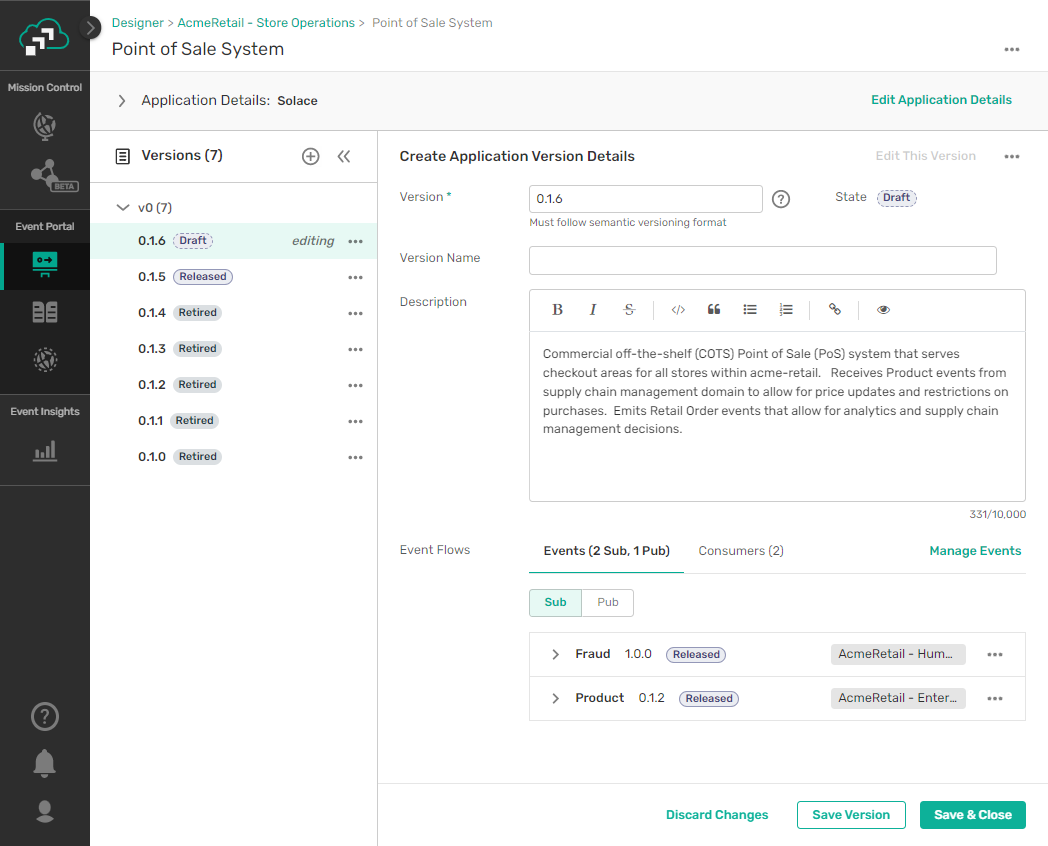 Designer > AcmeRetail - Store Operations > Point of Sale System
Point of Sale System
Mission Control
BETA
Event Portal
Event Insights
Application Details: Solace
Edit Application Details
Versions (7)
v0 (7)
0.1.6 Draft editing
0.1.5 Released
0.1.4 Retired
0.1.3 Retired
0.1.2 Retired
0.1.1 Retired
0.1.0 Retired
Create Application Version Details
Edit This Version
Version *
0.1.6
State Draft
Must follow semantic versioning format
Version Name
Description
B I S </>
Commercial off-the-shelf (COTS) Point of Sale (PoS) system that serves
checkout areas for all stores within acme-retail. Receives Product events from
supply chain management domain to allow for price updates and restrictions on
purchases. Emits Retail Order events that allow for analytics and supply chain
management decisions.
331/10,000
Event Flows
Events (2 Sub, 1 Pub)
Consumers (2)
Manage Events
Sub
Pub
Fraud 1.0.0 Released AcmeRetail - Hum...
Product 0.1.2 Released AcmeRetail - Enter...
Discard Changes
Save Version
Save & Close